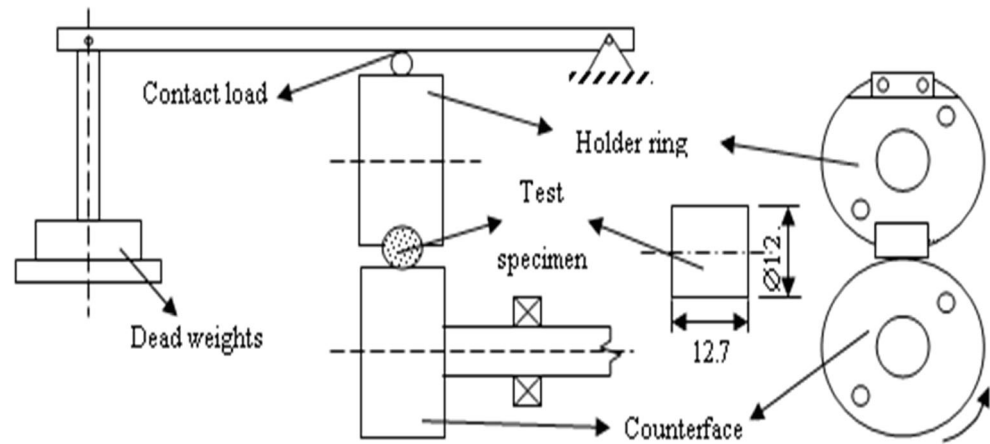 Contact load
Holder ring
Test
specimen
Ø12.
12.7
Dead weights
Counterface